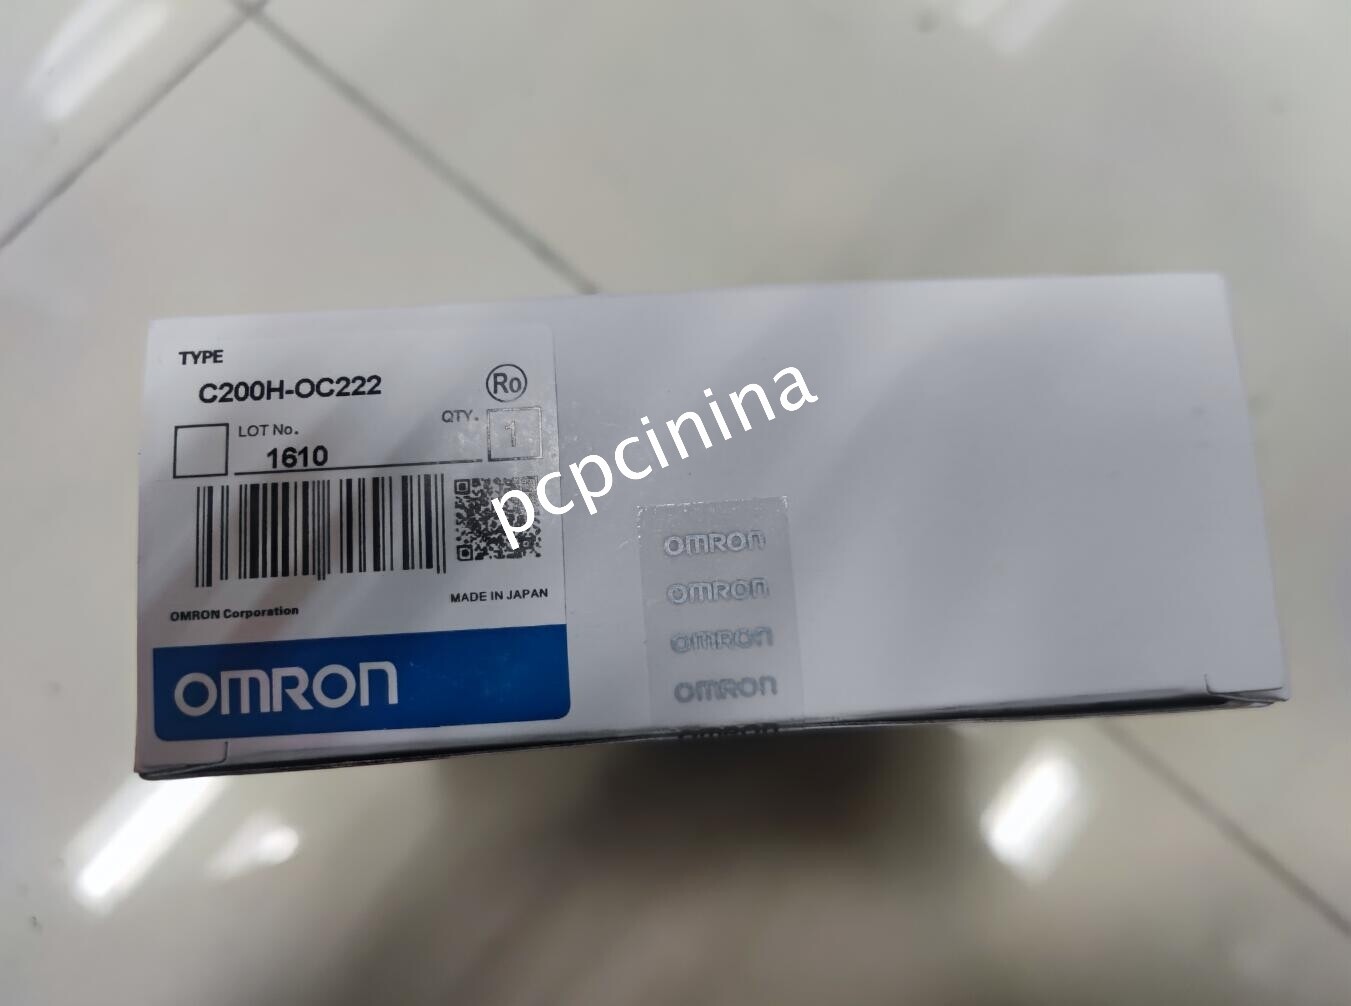 TYPE
C200H-OC222
Ro
QTY.
1
LOT No.
1610
OMRON Corporation
MADE IN JAPAN
OMRON
pcpcinina
OMRON
OMRON
OMRON
OMRON
OMRON